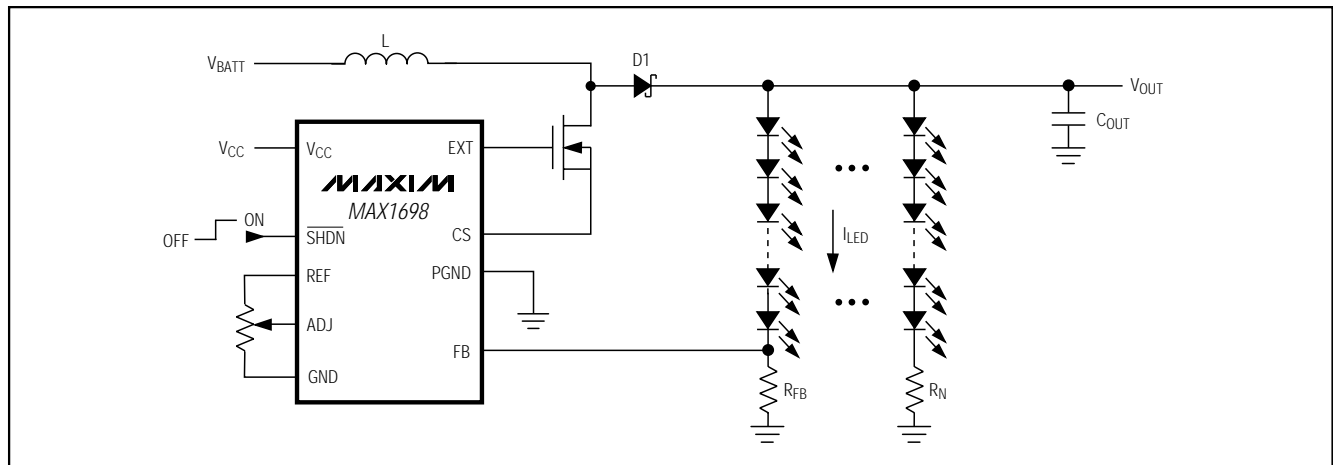 L
D1
VBATT
VOUT
COUT
VCC
VCC
EXT
MAXIM
MAX1698
ON
OFF
SHDN
CS
ILED
REF
PGND
ADJ
FB
GND
RFB
RN